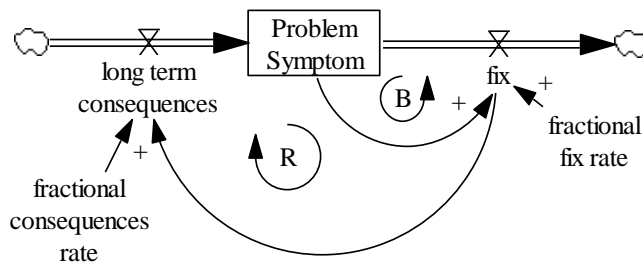 Problem
Symptom
long term
consequences
fix
+
+
B
fractional
fix rate
+
R
fractional
consequences
rate